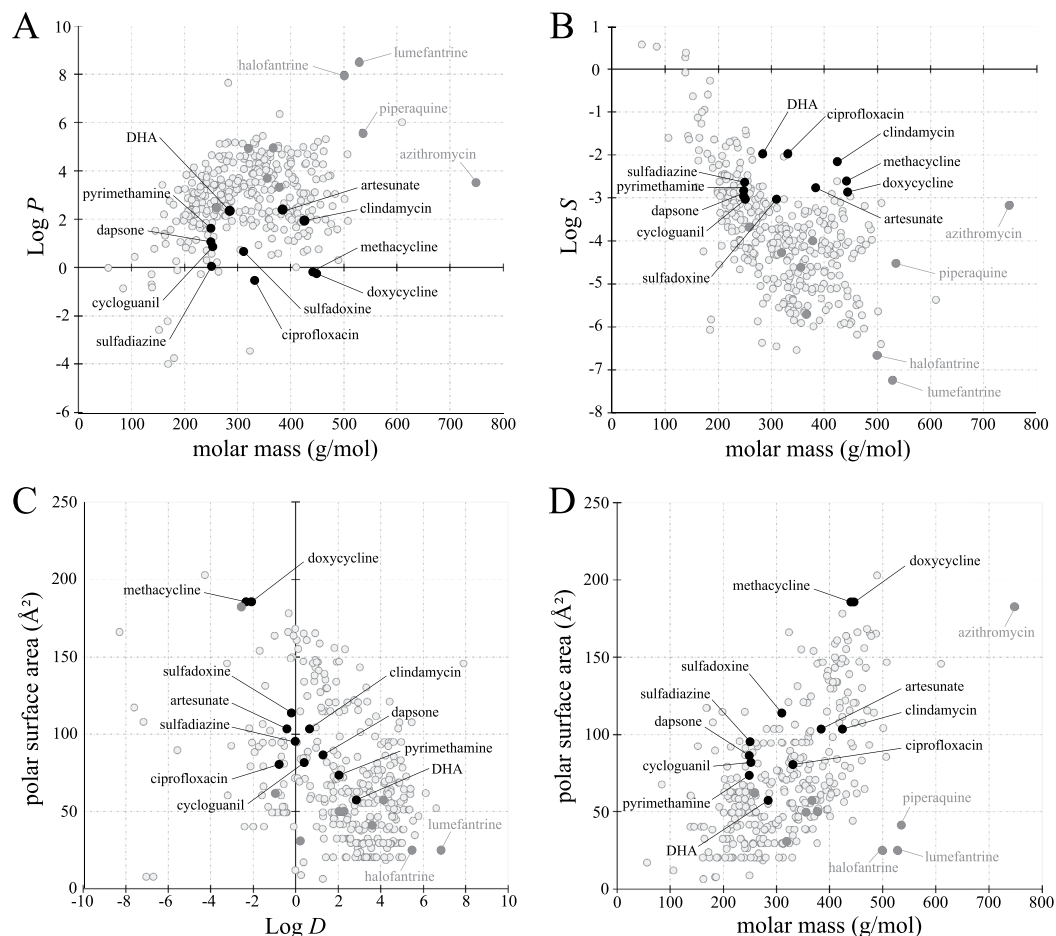 A
10
8
6
4
2
0
-2
-4
-6
Log P
lumefantrine
halofantrine
piperaquine
DHA
azithromycin
pyrimethamine
artesunate
clindamycin
dapsone
methacycline
cycloguanil
doxycycline
sulfadoxine
sulfadiazine
ciprofloxacin
0 100 200 300 400 500 600 700 800
molar mass (g/mol)
B
1
0
-1
-2
-3
-4
-5
-6
-7
-8
Log S
DHA
ciprofloxacin
clindamycin
methacycline
sulfadiazine
pyrimethamine
doxycycline
dapsone
artesunate
cycloguanil
azithromycin
sulfadoxine
piperaquine
halofantrine
lumefantrine
0 100 200 300 400 500 600 700 800
molar mass (g/mol)
C
250
200
150
100
50
0
polar surface area (Å²)
doxycycline
methacycline
sulfadoxine
clindamycin
artesunate
dapsone
sulfadiazine
pyrimethamine
ciprofloxacin
DHA
cycloguanil
lumefantrine
halofantrine
-10 -8 -6 -4 -2 0 2 4 6 8 10
Log D
D
250
200
150
100
50
0
polar surface area (Å²)
doxycycline
methacycline
azithromycin
sulfadoxine
artesunate
sulfadiazine
clindamycin
dapsone
ciprofloxacin
cycloguanil
piperaquine
pyrimethamine
DHA
lumefantrine
halofantrine
0 100 200 300 400 500 600 700 800
molar mass (g/mol)